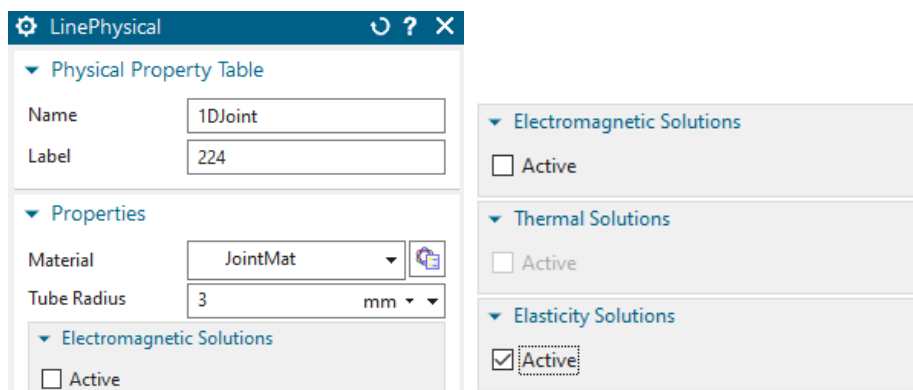 LinePhysical
Physical Property Table
Name 1DJoint
Label 224
Properties
Material JointMat
Tube Radius 3 mm
Electromagnetic Solutions
Active
Electromagnetic Solutions
Active
Thermal Solutions
Active
Elasticity Solutions
Active